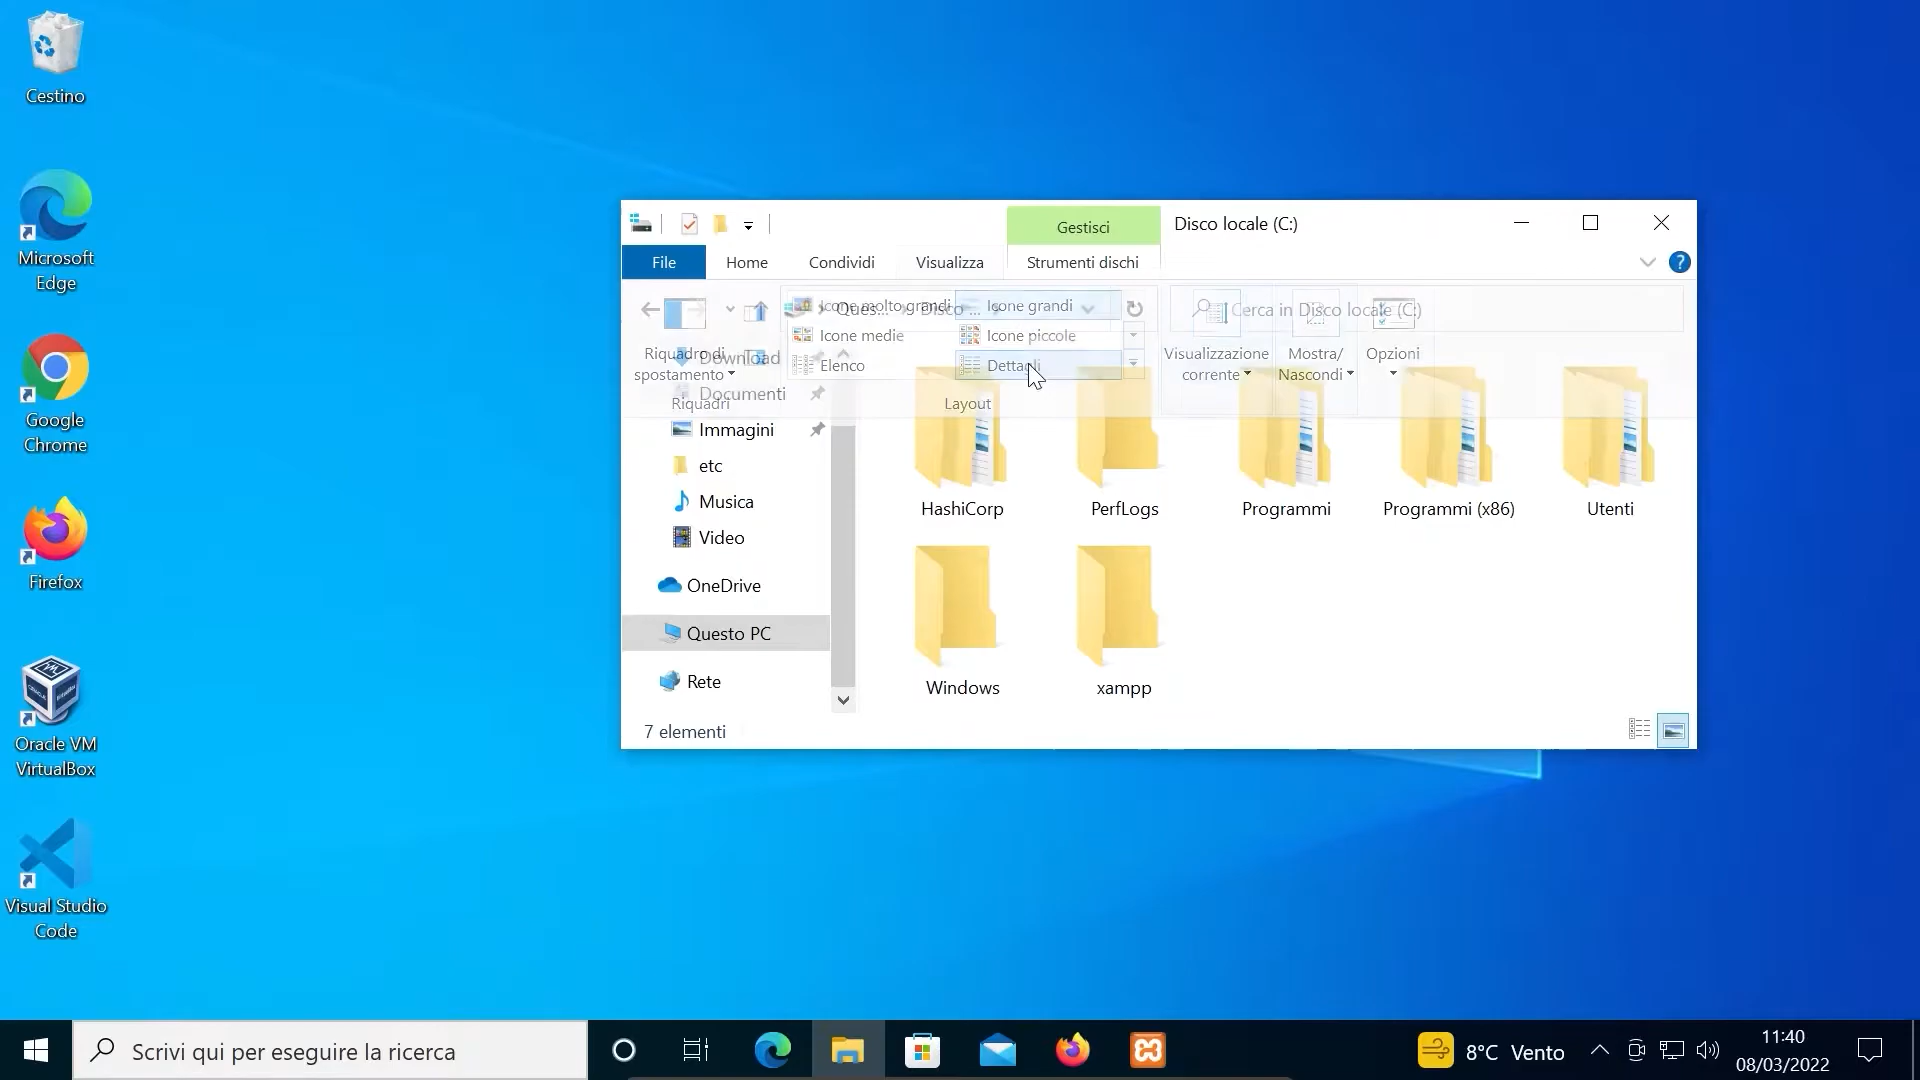 Cestino
Microsoft
Edge
Google
Chrome
Firefox
Oracle VM
VirtualBox
Visual Studio
Code
Gestisci
Disco locale (C:)
File
Home
Condividi
Visualizza
Strumenti dischi
Icone molto grandi
Ques...
Disco ...
Icone grandi
Cerca in Disco locale (C:)
Icone medie
Icone piccole
Riquadro di
spostamento
Download
Elenco
Dettagli
Visualizzazione
corrente
Mostra/
Nascondi
Opzioni
Documenti
Riquadri
Layout
Immagini
etc
Musica
Video
OneDrive
Questo PC
Rete
HashiCorp
PerfLogs
Programmi
Programmi (x86)
Utenti
Windows
xampp
7 elementi
Scrivi qui per eseguire la ricerca
8°C Vento
11:40
08/03/2022